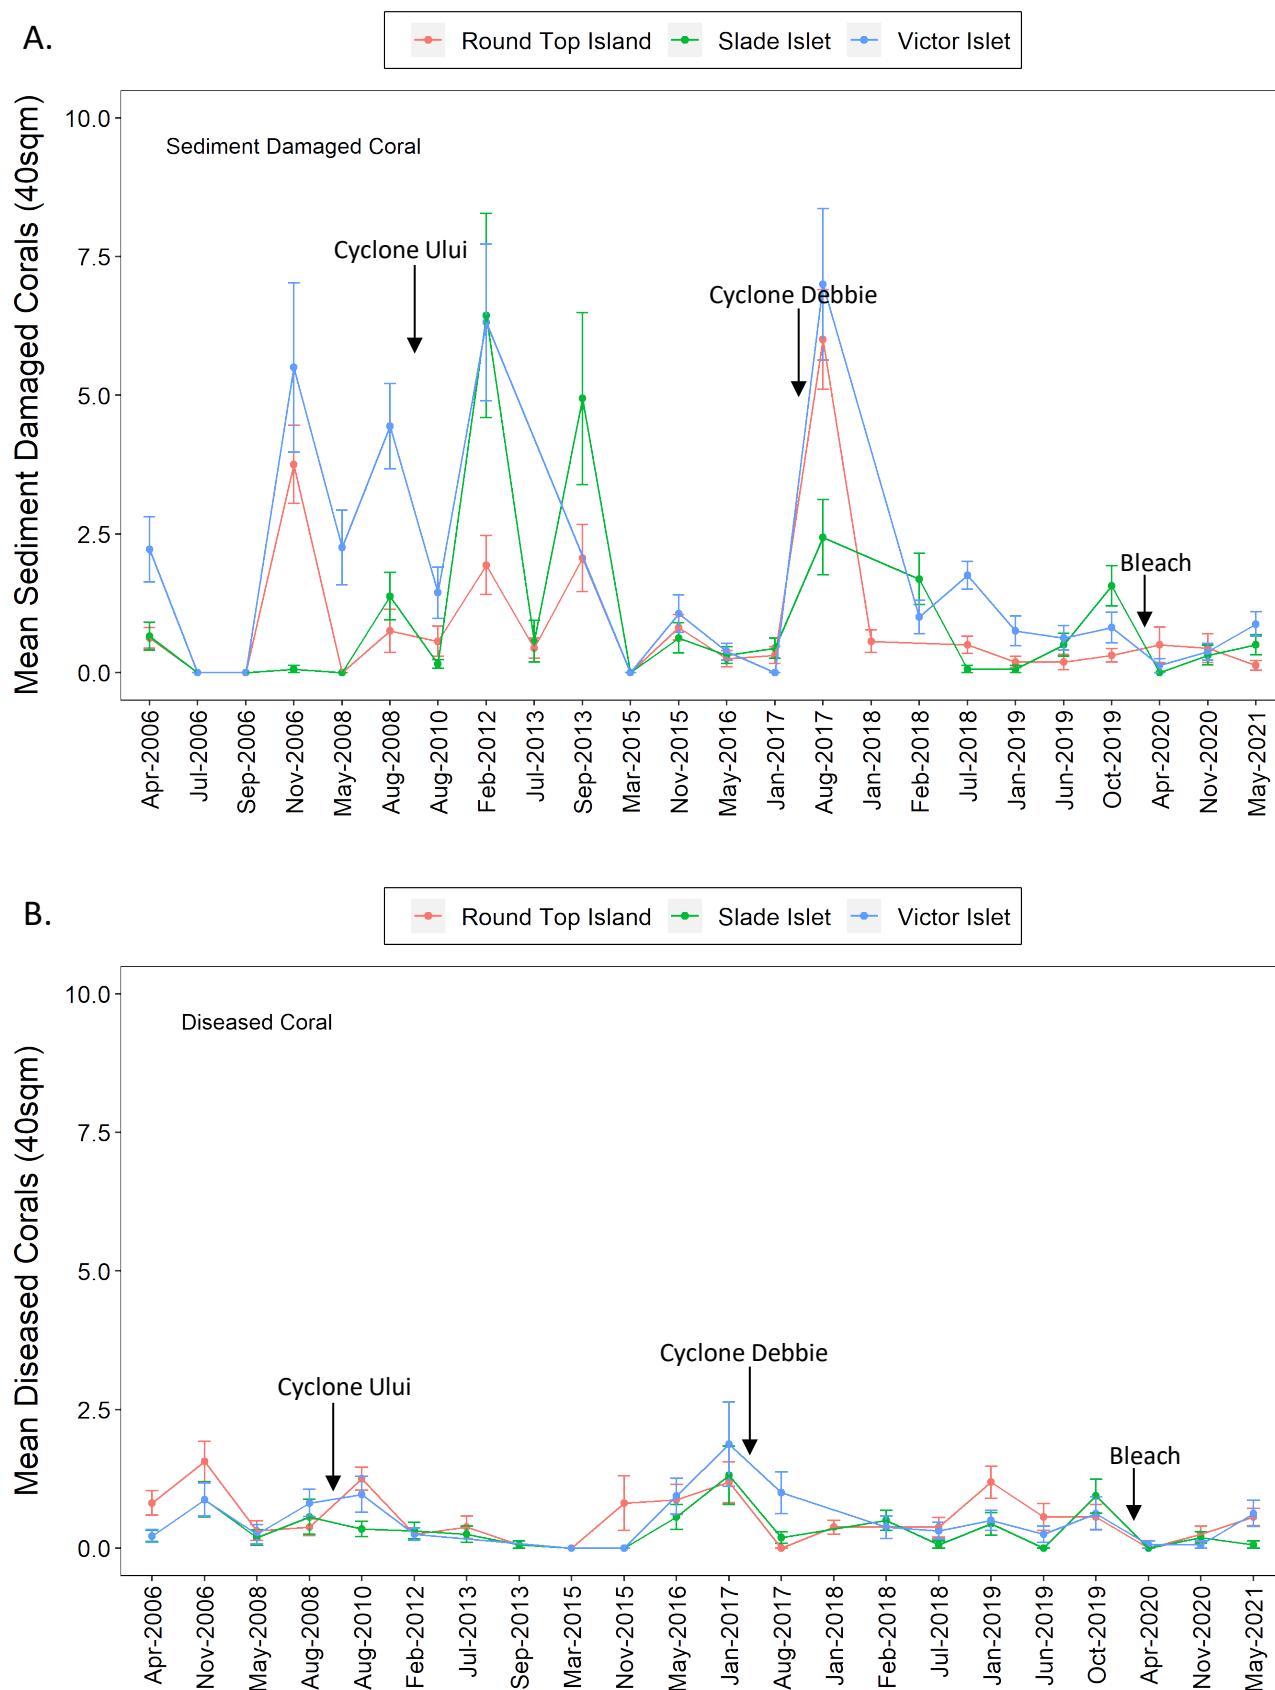 A.
Round Top Island Slade Islet Victor Islet
Mean Sediment Damaged Corals (40sqm)
10.0
7.5
5.0
2.5
0.0
Sediment Damaged Coral
Cyclone Ului
Cyclone Debbie
Bleach
Apr-2006
Jul-2006
Sep-2006
Nov-2006
May-2008
Aug-2008
Aug-2010
Feb-2012
Jul-2013
Sep-2013
Mar-2015
Nov-2015
May-2016
Jan-2017
Aug-2017
Jan-2018
Feb-2018
Jul-2018
Jan-2019
Jun-2019
Oct-2019
Apr-2020
Nov-2020
May-2021
B.
Round Top Island Slade Islet Victor Islet
Mean Diseased Corals (40sqm)
10.0
7.5
5.0
2.5
0.0
Diseased Coral
Cyclone Ului
Cyclone Debbie
Bleach
Apr-2006
Nov-2006
May-2008
Aug-2008
Aug-2010
Feb-2012
Jul-2013
Sep-2013
Mar-2015
Nov-2015
May-2016
Jan-2017
Aug-2017
Jan-2018
Feb-2018
Jul-2018
Jan-2019
Jun-2019
Oct-2019
Apr-2020
Nov-2020
May-2021